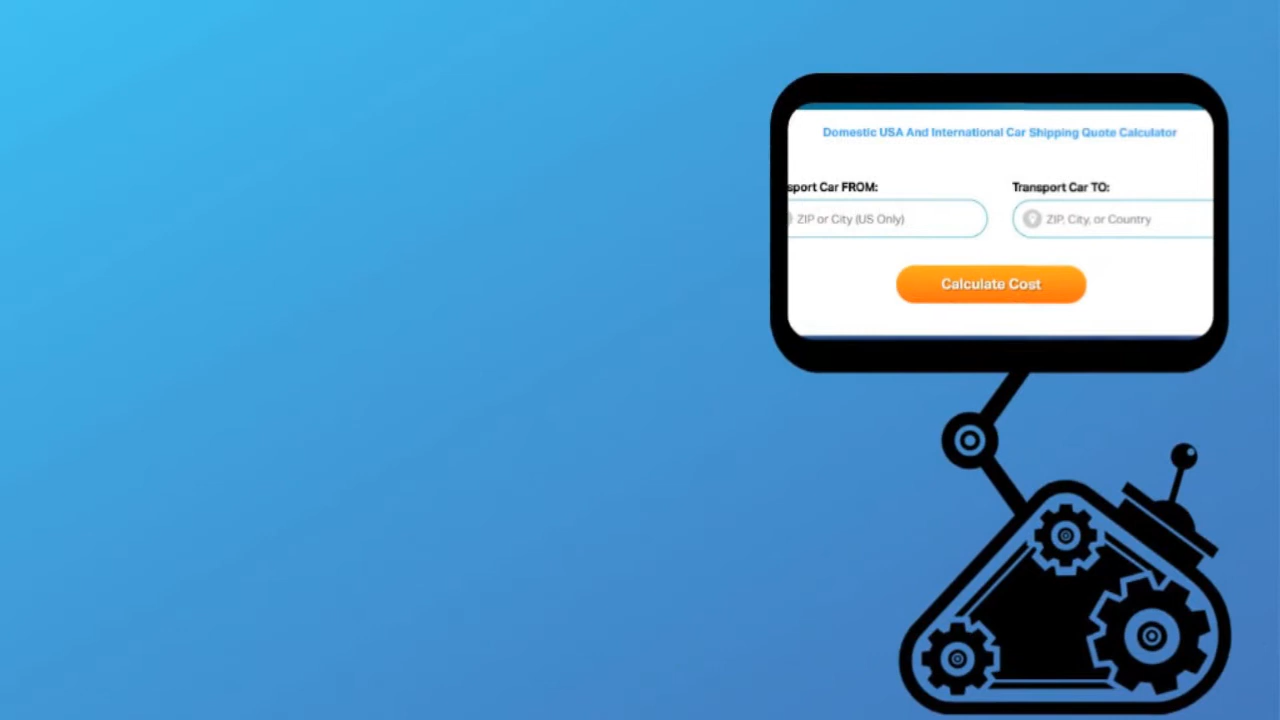 Domestic USA And International Car Shipping Quote Calculator
sport Car FROM:
Transport Car TO:
ZIP or City (US Only)
ZIP, City, or Country
Calculate Cost